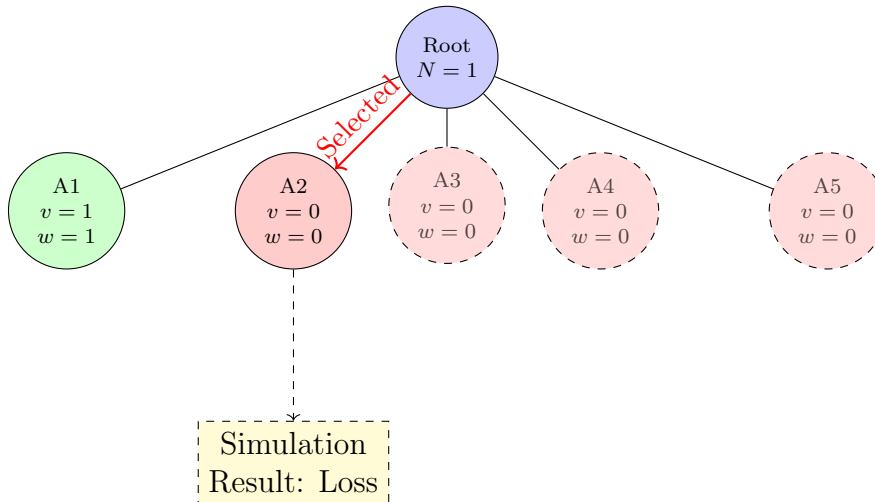 Root
N = 1
Selected
A1
v = 1
w = 1
A2
v = 0
w = 0
A3
v = 0
w = 0
A4
v = 0
w = 0
A5
v = 0
w = 0
Simulation
Result: Loss